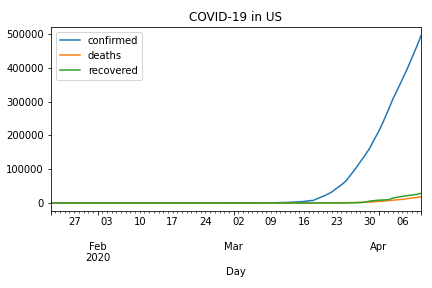 COVID-19 in US
500000
400000
300000
200000
100000
0
confirmed
deaths
recovered
27 03 10 17 24 02 09 16 23 30 06
Feb Mar Apr
2020
Day